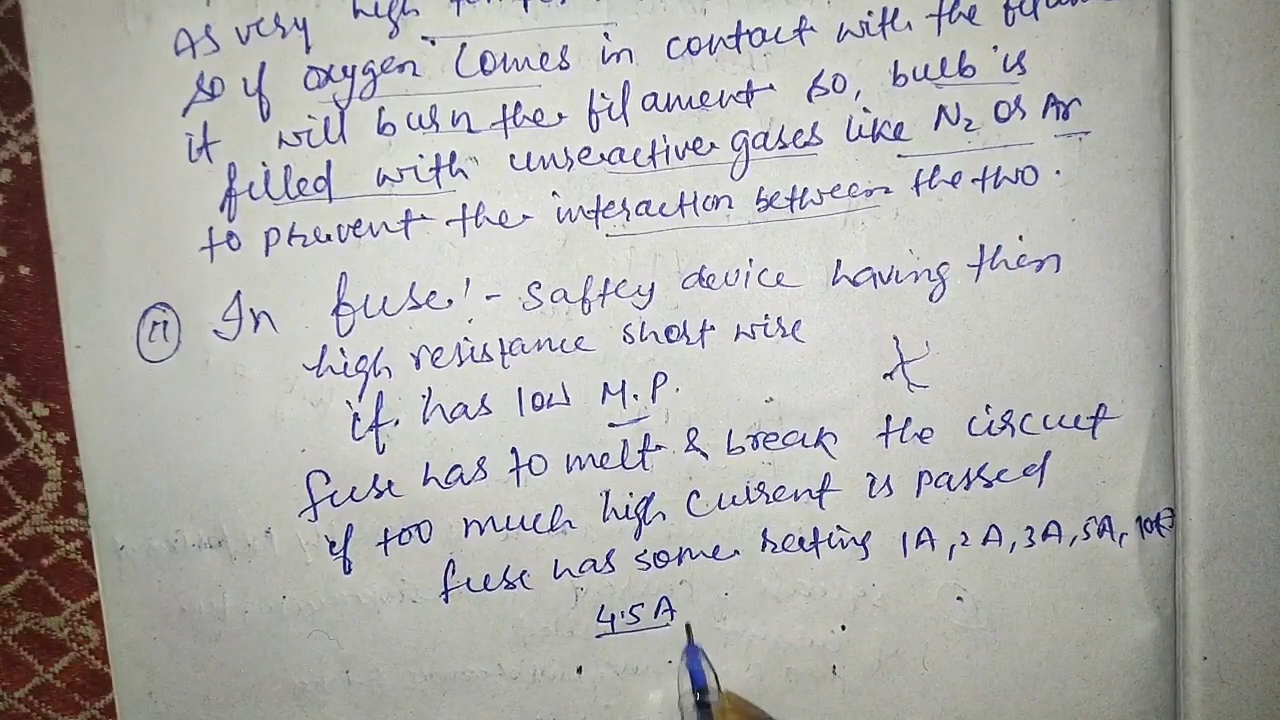 As very high
so if oxygen comes in contact with the
it will burn the filament so, bulb is
filled with unreactive gases like N₂ or Ar
to prevent the interaction between the two.
(ii) In fuse! - Saftey device having then
high resistance short wire
it has low M.P.
fuse has to melt & break the circuit
if too much high current is passed
fuse has some rating 1A, 2A, 3A, 5A,
4.5A